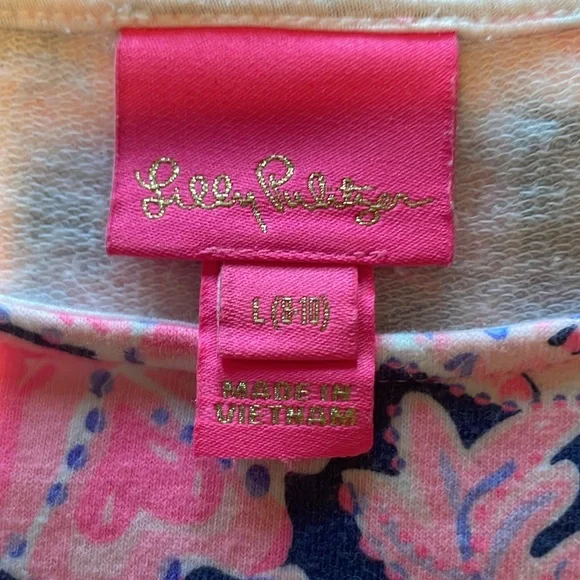 Lilly Pulitzer
L (8-10)
MADE IN
VIETNAM